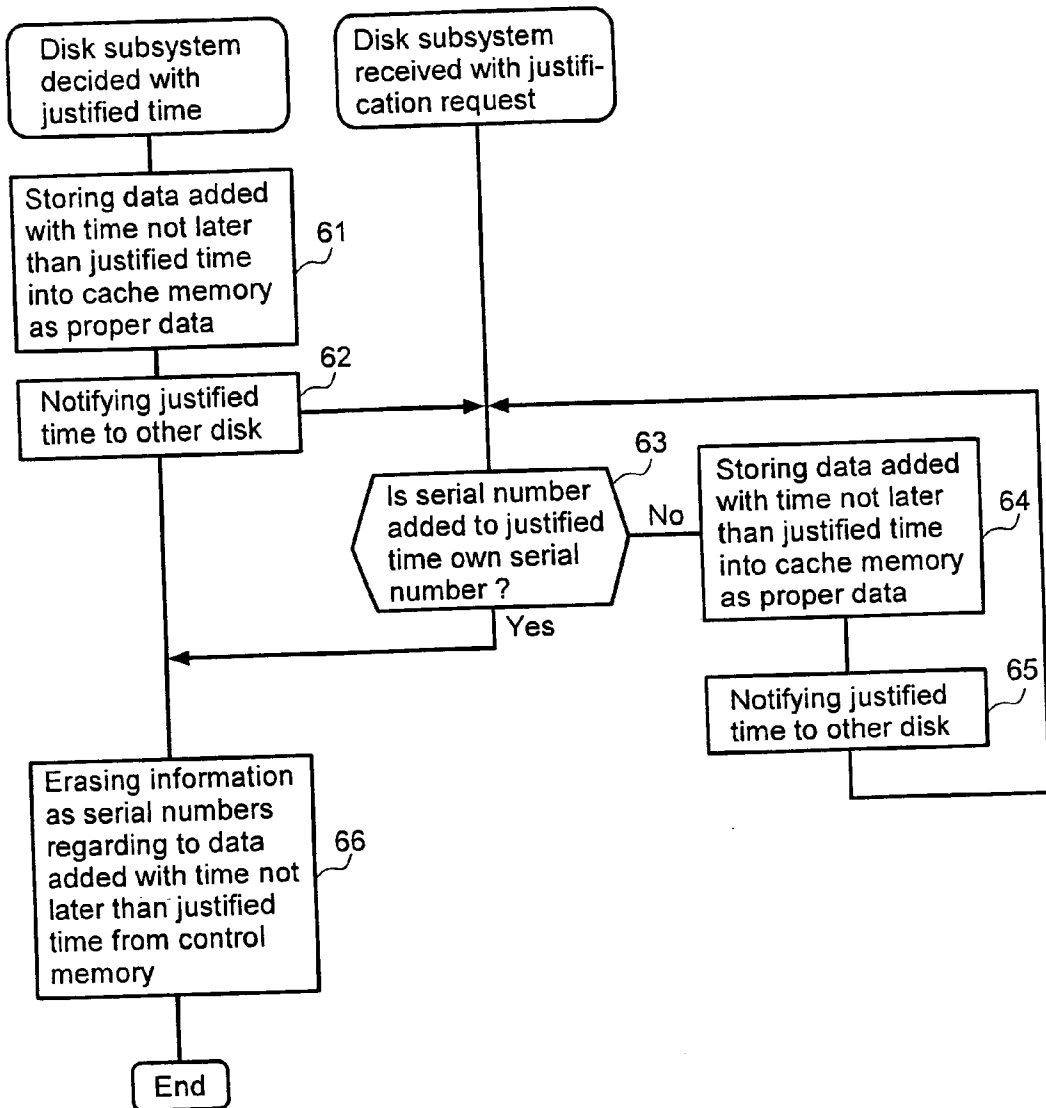 Disk subsystem
decided with
justified time
Disk subsystem
received with justifi-
cation request
Storing data added
with time not later
than justified time
into cache memory
as proper data
61
Notifying justified
time to other disk
62
Is serial number
added to justified
time own serial
number ?
63
No
Yes
Storing data added
with time not later
than justified time
into cache memory
as proper data
64
Notifying justified
time to other disk
65
Erasing information
as serial numbers
regarding to data
added with time not
later than justified
time from control
memory
66
End